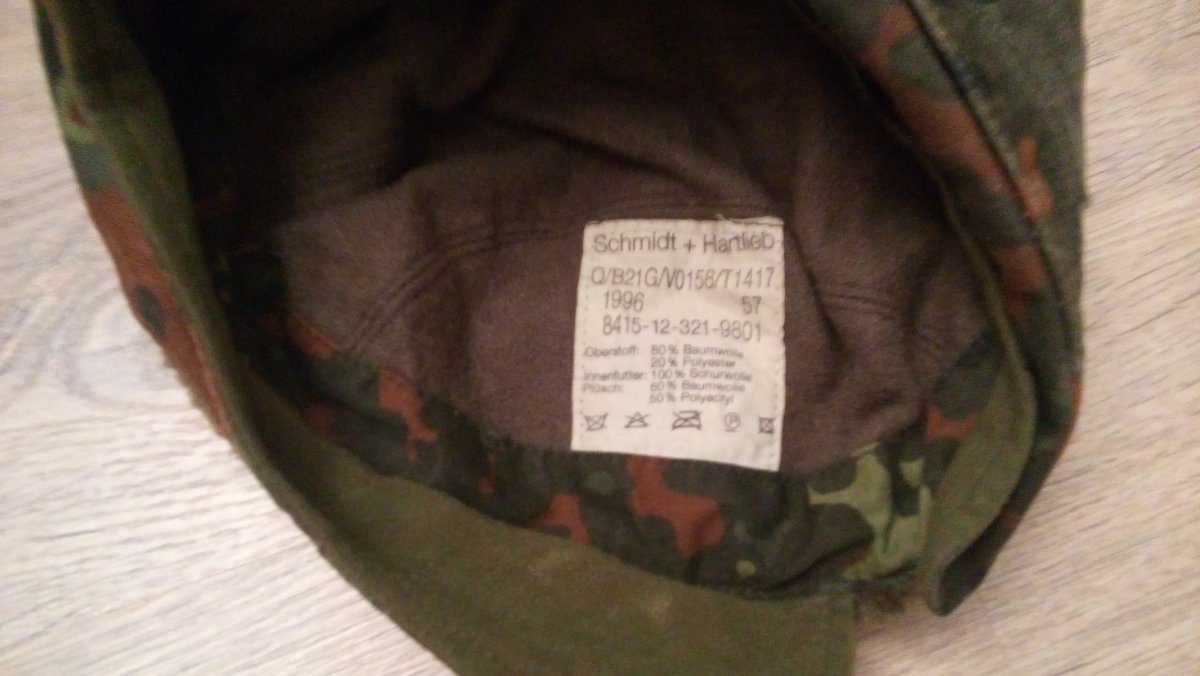 Schmidt + Hartlieb
Q/B21G/V0156/T1417
1996 57
8415-12-321-9801
Oberstoff: 80% Baumwolle
20% Polyester
Innenfutter: 100% Schurwolle
Plüsch: 50% Baumwolle
50% Polyacryl
P